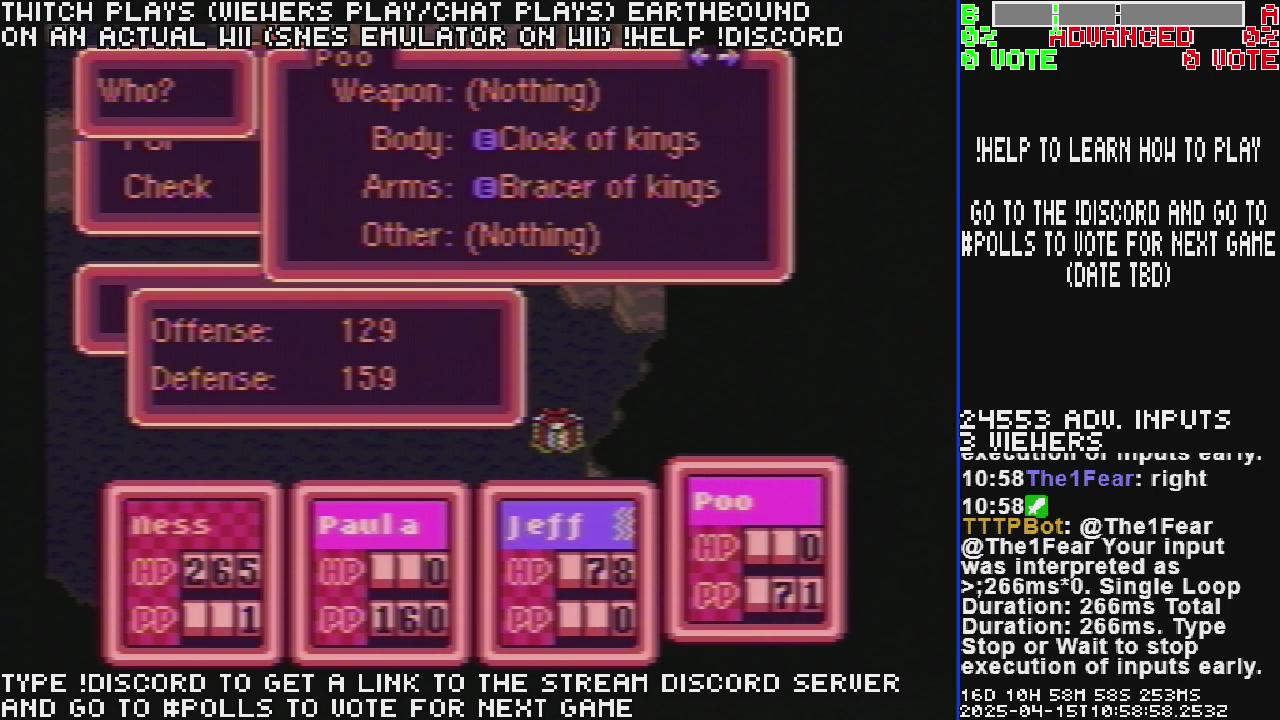 TWITCH PLAYS (VIEWERS PLAY/CHAT PLAYS) EARTHBOUND
ON AN ACTUAL WII (SNES EMULATOR ON WII) !HELP !DISCORD
Poo
Who?
Weapon: (Nothing)
Body: E Cloak of kings
Check
Arms: E Bracer of kings
Other: (Nothing)
Offense: 129
Defense: 159
Ness
HP 265
PP 1
Paula
HP 0
PP 160
Jeff
HP 78
PP 0
Poo
HP 0
PP 71
TYPE !DISCORD TO GET A LINK TO THE STREAM DISCORD SERVER
AND GO TO #POLLS TO VOTE FOR NEXT GAME
B A
0% ADVANCED 0%
0 VOTE 0 VOTE
!HELP TO LEARN HOW TO PLAY
GO TO THE !DISCORD AND GO TO
#POLLS TO VOTE FOR NEXT GAME
(DATE TBD)
24553 ADV. INPUTS
3 VIEWERS
execution of inputs early.
10:58 The1Fear: right
10:58
TTTPBot: @The1Fear
@The1Fear Your input
was interpreted as
>;266ms*0. Single Loop
Duration: 266ms Total
Duration: 266ms. Type
Stop or Wait to stop
execution of inputs early.
16D 10H 58M 58S 253MS
2025-04-15T10:58:58.253Z